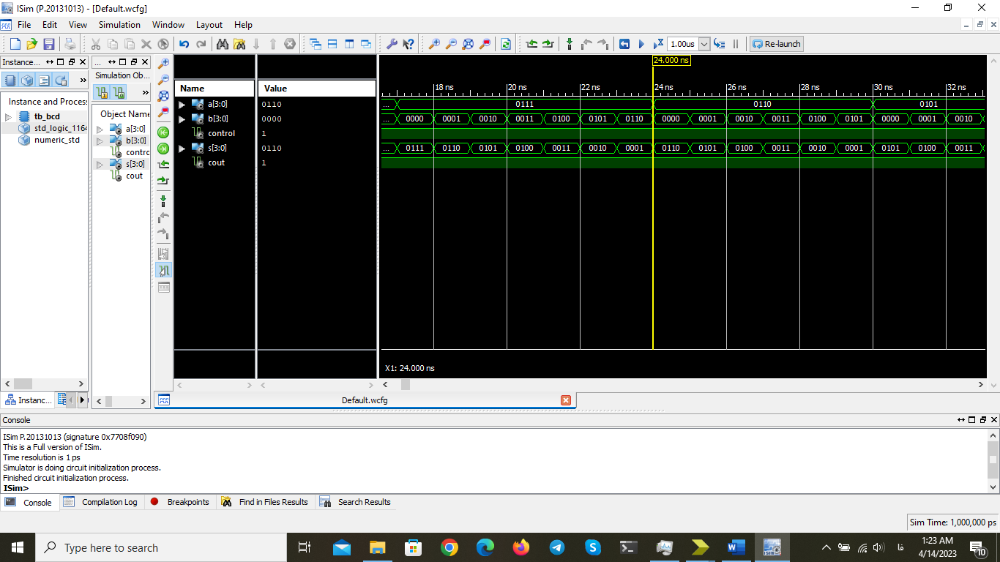 ISim (P.20131013) - [Default.wcfg]
File Edit View Simulation Window Layout Help
1.00us Re-launch
Instance...
...
Simulation Ob...
Instance and Proces
tb_bcd
std_logic_1164
numeric_std
Object Name
a[3:0]
b[3:0]
contro
s[3:0]
cout
Name Value
a[3:0] 0110
b[3:0] 0000
control 1
s[3:0] 0110
cout 1
24.000 ns
18 ns 20 ns 22 ns 24 ns 26 ns 28 ns 30 ns 32 ns
... 0111 0110 0101
... 0000 0001 0010 0011 0100 0101 0110 0000 0001 0010 0011 0100 0101 0000 0001 0010
... 0111 0110 0101 0100 0011 0010 0001 0110 0101 0100 0011 0010 0001 0101 0100 0011
X1: 24.000 ns
Instanc...
Default.wcfg
Console
ISim P.20131013 (signature 0x7708f090)
This is a Full version of ISim.
Time resolution is 1 ps
Simulator is doing circuit initialization process.
Finished circuit initialization process.
ISim>
Console Compilation Log Breakpoints Find in Files Results Search Results
Sim Time: 1,000,000 ps
Type here to search
فا
1:23 AM
4/14/2023
10